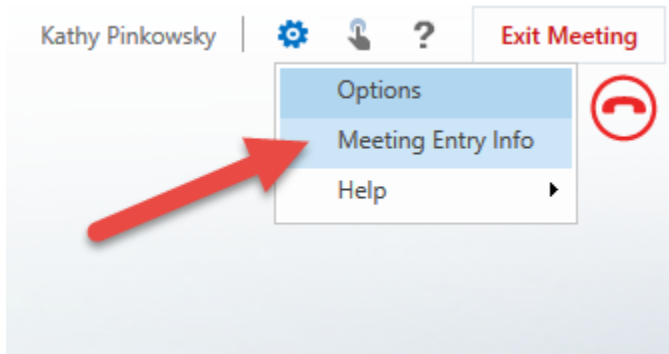 Kathy Pinkowsky ? Exit Meeting
Options
Meeting Entry Info
Help